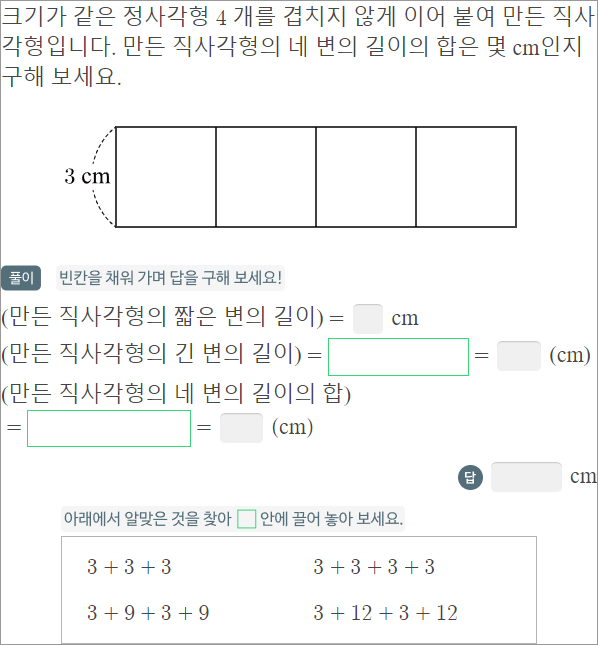 크기가 같은 정사각형 4 개를 겹치지 않게 이어 붙여 만든 직사
각형입니다. 만든 직사각형의 네 변의 길이의 합은 몇 cm인지
구해 보세요.
3 cm
풀이 빈칸을 채워 가며 답을 구해 보세요!
(만든 직사각형의 짧은 변의 길이) = cm
(만든 직사각형의 긴 변의 길이) = = (cm)
(만든 직사각형의 네 변의 길이의 합)
= = (cm)
답 cm
아래에서 알맞은 것을 찾아 안에 끌어 놓아 보세요.
3 + 3 + 3 3 + 3 + 3 + 3
3 + 9 + 3 + 9 3 + 12 + 3 + 12